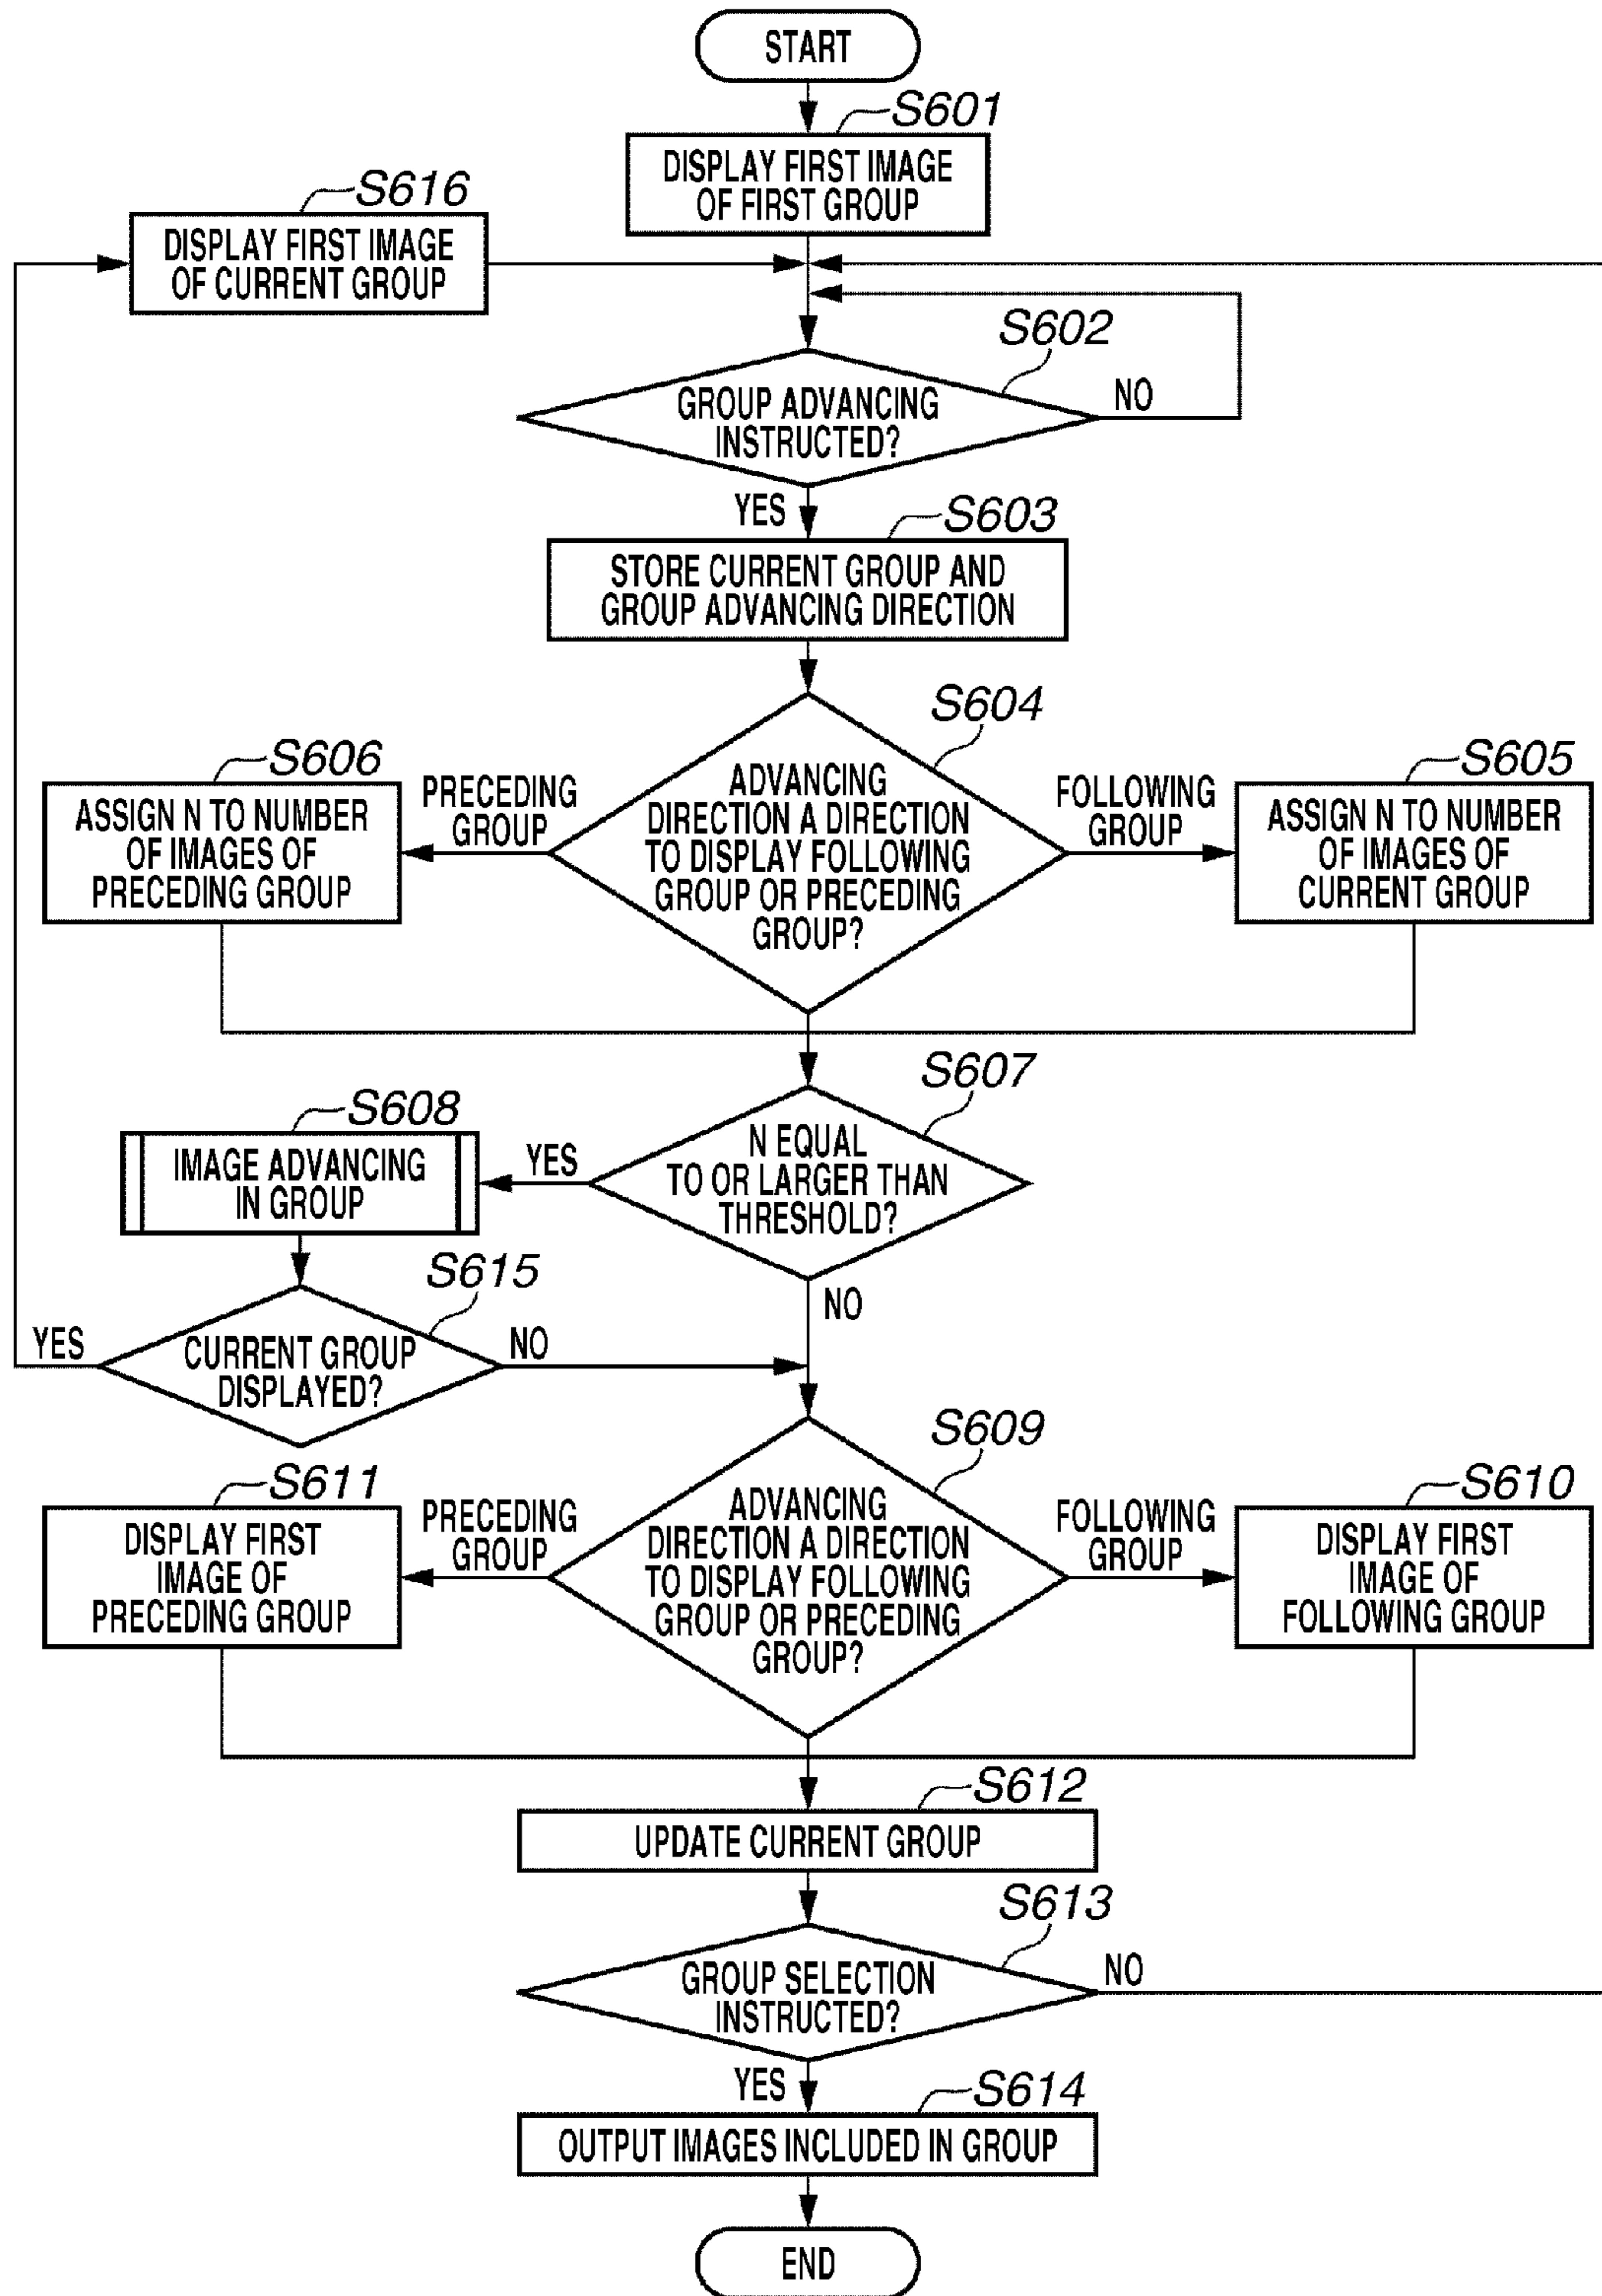 START
S601
DISPLAY FIRST IMAGE
OF FIRST GROUP
S616
DISPLAY FIRST IMAGE
OF CURRENT GROUP
S602
GROUP ADVANCING
INSTRUCTED?
NO
YES
S603
STORE CURRENT GROUP AND
GROUP ADVANCING DIRECTION
S604
ADVANCING
DIRECTION A DIRECTION
TO DISPLAY FOLLOWING
GROUP OR PRECEDING
GROUP?
PRECEDING
GROUP
FOLLOWING
GROUP
S606
ASSIGN N TO NUMBER
OF IMAGES OF
PRECEDING GROUP
S605
ASSIGN N TO NUMBER
OF IMAGES OF
CURRENT GROUP
S607
N EQUAL
TO OR LARGER THAN
THRESHOLD?
YES
NO
S608
IMAGE ADVANCING
IN GROUP
S615
CURRENT GROUP
DISPLAYED?
YES
NO
S609
ADVANCING
DIRECTION A DIRECTION
TO DISPLAY FOLLOWING
GROUP OR PRECEDING
GROUP?
PRECEDING
GROUP
FOLLOWING
GROUP
S611
DISPLAY FIRST
IMAGE OF
PRECEDING GROUP
S610
DISPLAY FIRST
IMAGE OF
FOLLOWING GROUP
S612
UPDATE CURRENT GROUP
S613
GROUP SELECTION
INSTRUCTED?
NO
YES
S614
OUTPUT IMAGES INCLUDED IN GROUP
END